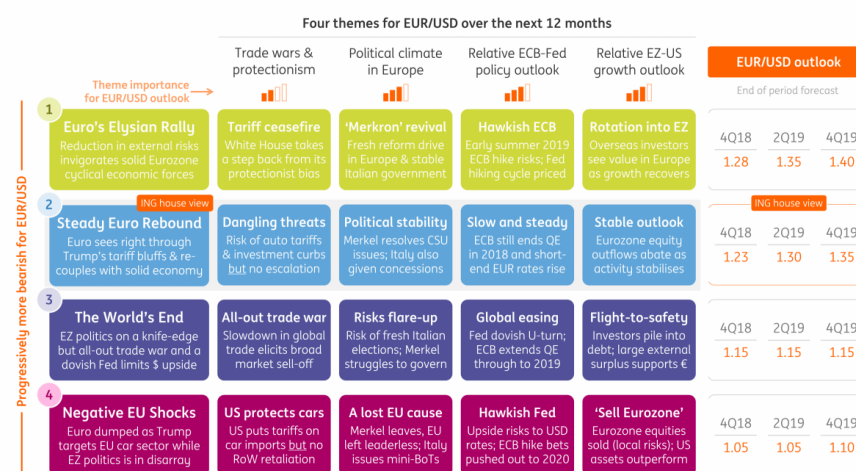 Four themes for EUR/USD over the next 12 months
Theme importance
for EUR/USD outlook
Trade wars &
protectionism
Political climate
in Europe
Relative ECB-Fed
policy outlook
Relative EZ-US
growth outlook
EUR/USD outlook
End of period forecast
Progressively more bearish for EUR/USD
1
Euro's Elysian Rally
Reduction in external risks
invigorates solid Eurozone
cyclical economic forces
Tariff ceasefire
White House takes
a step back from its
protectionist bias
'Merkron' revival
Fresh reform drive
in Europe & stable
Italian government
Hawkish ECB
Early summer 2019
ECB hike risks; Fed
hiking cycle priced
Rotation into EZ
Overseas investors
see value in Europe
as growth recovers
4Q18 2Q19 4Q19
1.28 1.35 1.40
2
ING house view
Steady Euro Rebound
Euro sees right through
Trump's tariff bluffs & re-
couples with solid economy
Dangling threats
Risk of auto tariffs
& investment curbs
but no escalation
Political stability
Merkel resolves CSU
issues; Italy also
given concessions
Slow and steady
ECB still ends QE
in 2018 and short-
end EUR rates rise
Stable outlook
Eurozone equity
outflows abate as
activity stabilises
ING house view
4Q18 2Q19 4Q19
1.23 1.30 1.35
3
The World's End
EZ politics on a knife-edge
but all-out trade war and a
dovish Fed limits $ upside
All-out trade war
Slowdown in global
trade elicits broad
market sell-off
Risks flare-up
Risk of fresh Italian
elections; Merkel
struggles to govern
Global easing
Fed dovish U-turn;
ECB extends QE
through to 2019
Flight-to-safety
Investors pile into
debt; large external
surplus supports €
4Q18 2Q19 4Q19
1.15 1.15 1.15
4
Negative EU Shocks
Euro dumped as Trump
targets EU car sector while
EZ politics is in disarray
US protects cars
US puts tariffs on
car imports but no
RoW retaliation
A lost EU cause
Merkel leaves, EU
left leaderless; Italy
issues mini-BoTs
Hawkish Fed
Upside risks to USD
rates; ECB hike bets
pushed out to 2020
'Sell Eurozone'
Eurozone equities
sold (local risks); US
assets outperform
4Q18 2Q19 4Q19
1.05 1.05 1.10